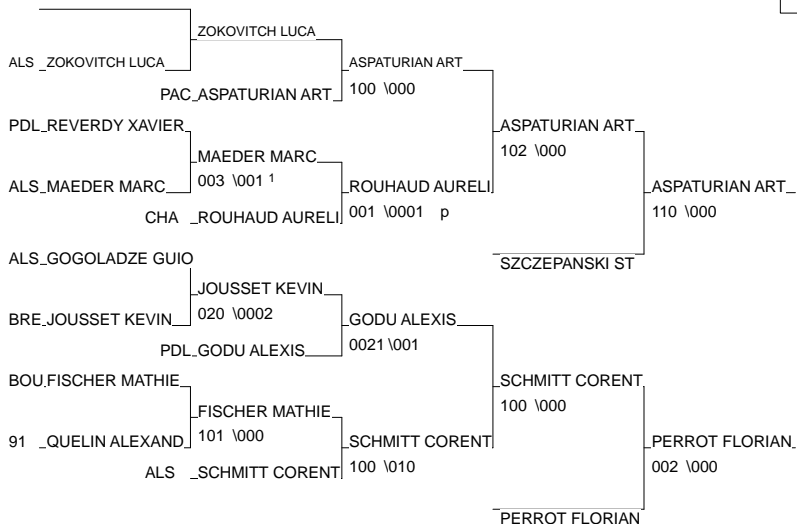 ZOKOVITCH LUCA
ALS ZOKOVITCH LUCA
ASPATURIAN ART
PAC ASPATURIAN ART
100 \000
PDL REVERDY XAVIER
ASPATURIAN ART
MAEDER MARC
102 \000
003 \001 1
ALS MAEDER MARC
ROUHAUD AURELI
ASPATURIAN ART
001 \0001 p
110 \000
CHA ROUHAUD AURELI
ALS GOGOLADZE GUIO
SZCZEPANSKI ST
JOUSSET KEVIN
020 \0002
BRE JOUSSET KEVIN
GODU ALEXIS
0021 \001
PDL GODU ALEXIS
BOU FISCHER MATHIE
SCHMITT CORENT
100 \000
FISCHER MATHIE
101 \000
91 QUELIN ALEXAND
SCHMITT CORENT
PERROT FLORIAN
100 \010
002 \000
ALS SCHMITT CORENT
PERROT FLORIAN